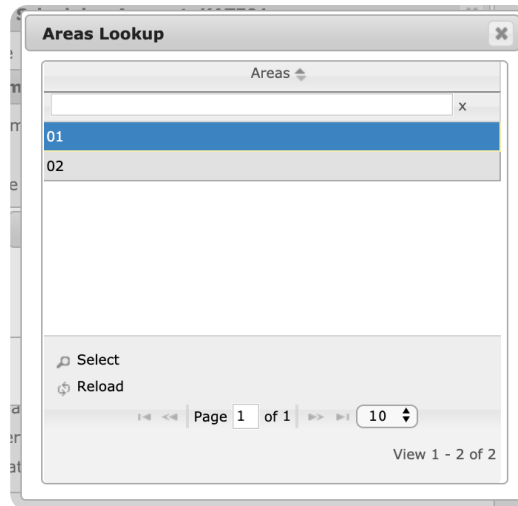 Areas Lookup
Areas
x
01
02
Select
Reload
Page 1 of 1 10
View 1 - 2 of 2